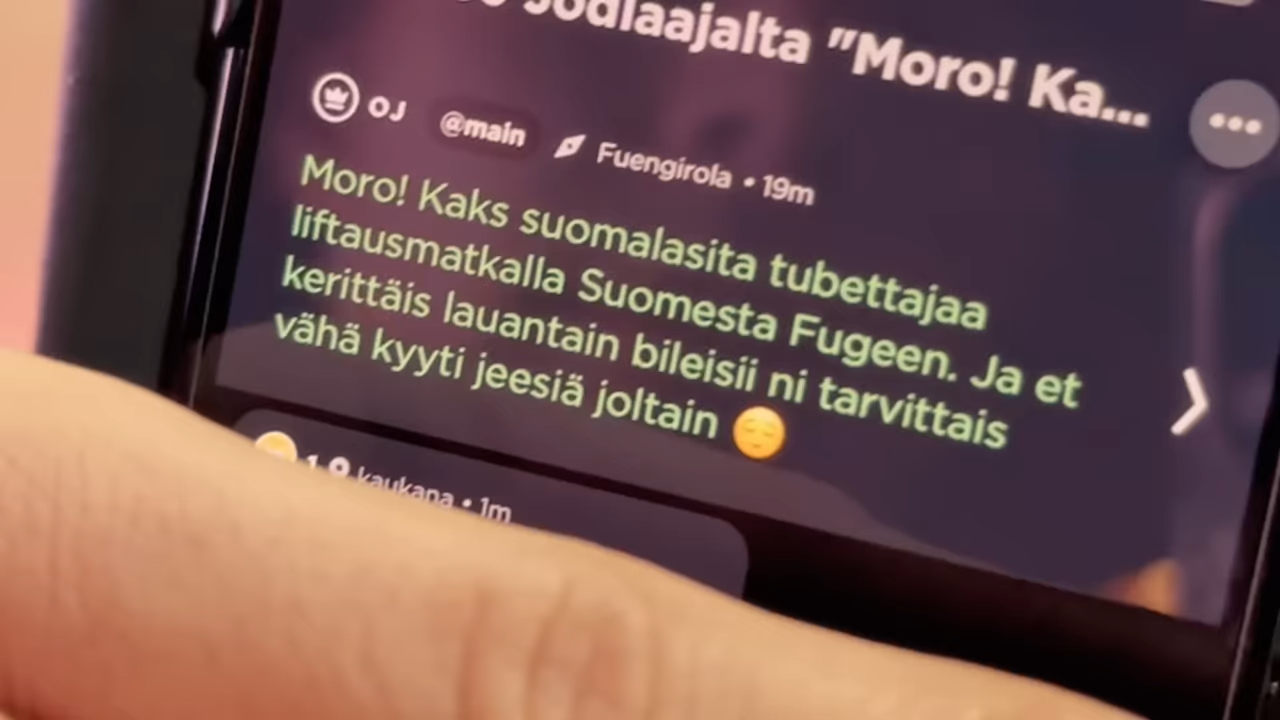 Jodlaajalta "Moro! Ka...
OJ @main Fuengirola • 19m
Moro! Kaks suomalasita tubettajaa
liftausmatkalla Suomesta Fugeen. Ja et
kerittäis lauantain bileisii ni tarvittais
vähä kyyti jeesiä joltain 😌
1 kaukana • 1m